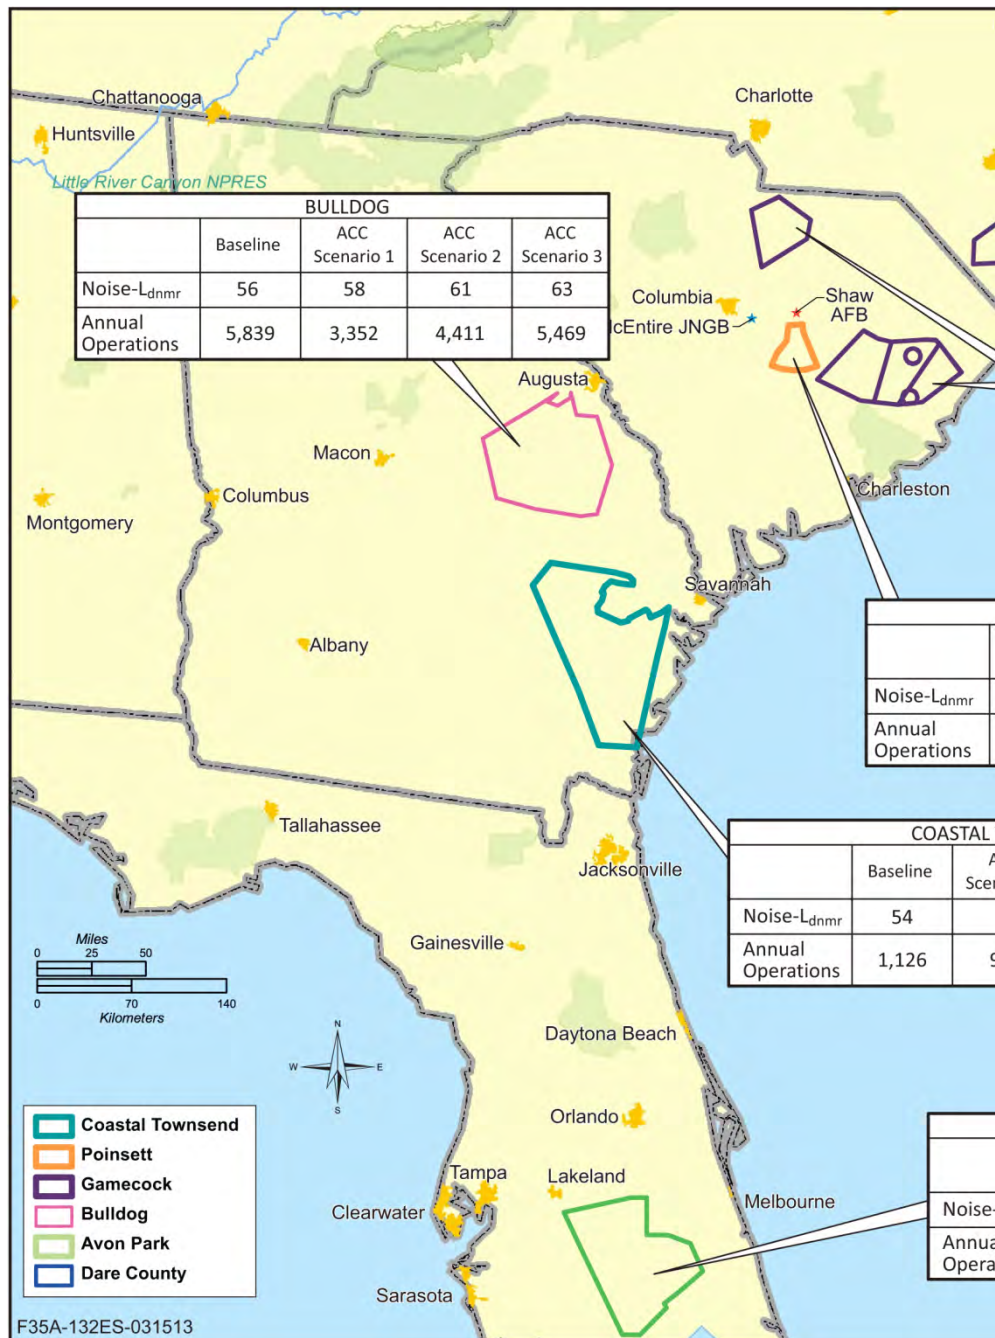 Chattanooga
Charlotte
Huntsville
Little River Canyon NPRES
BULLDOG
Baseline
ACC Scenario 1
ACC Scenario 2
ACC Scenario 3
Noise-Ldnmr 56 58 61 63
Annual Operations 5,839 3,352 4,411 5,469
Columbia
Shaw
AFB
cEntire JNGB
Augusta
Macon
Columbus
Charleston
Montgomery
Savannah
Albany
Noise-Ldnmr
Annual
Operations
Tallahassee
Jacksonville
COASTAL
Baseline
Noise-Ldnmr 54
Annual Operations 1,126 9
Gainesville
Miles
0 25 50
0 70 140
Kilometers
N
W E
S
Daytona Beach
Orlando
Coastal Townsend
Poinsett
Gamecock
Bulldog
Avon Park
Dare County
Tampa
Lakeland
Clearwater
Melbourne
Noise-
Sarasota
F35A-132ES-031513